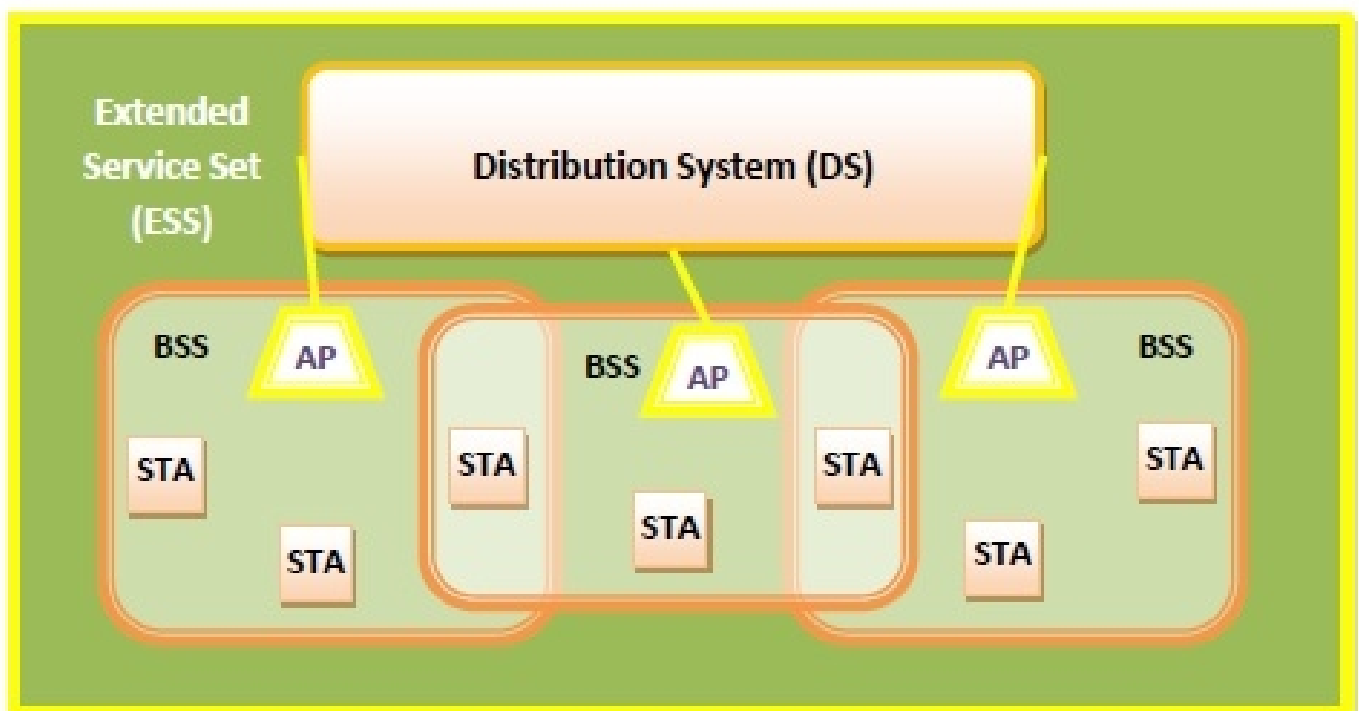 Extended
Service Set
(ESS)
Distribution System (DS)
BSS
AP
BSS
AP
AP
BSS
STA
STA
STA
STA
STA
STA
STA